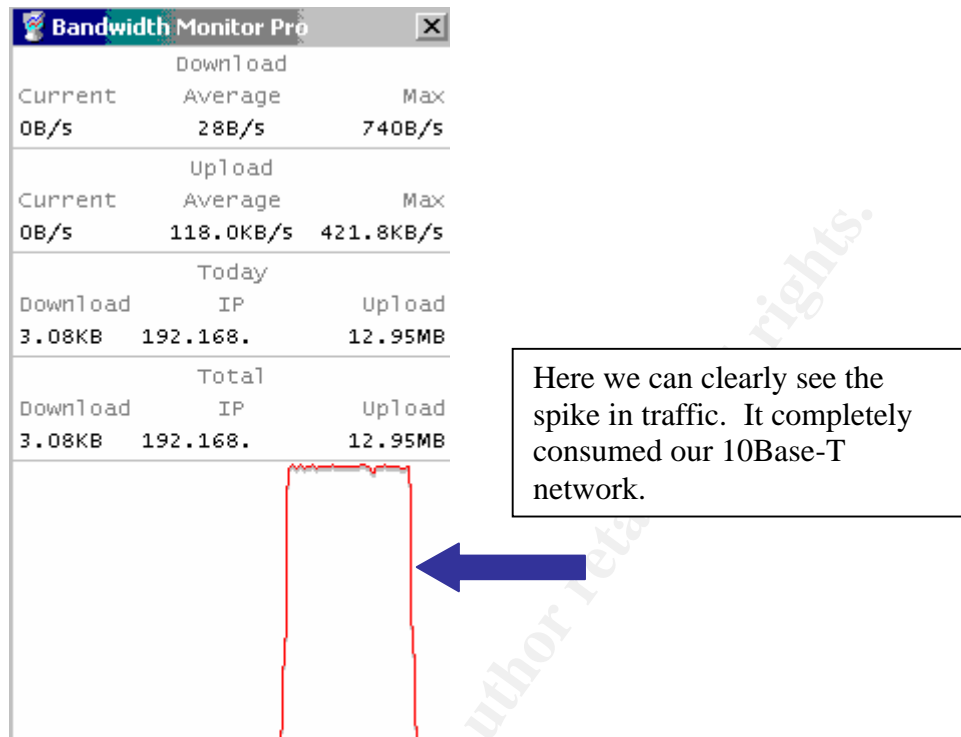 Bandwidth Monitor Pro
Download
Current Average Max
0B/s 28B/s 740B/s
Upload
Current Average Max
0B/s 118.0KB/s 421.8KB/s
Today
Download IP Upload
3.08KB 192.168. 12.95MB
Total
Download IP Upload
3.08KB 192.168. 12.95MB
Here we can clearly see the
spike in traffic. It completely
consumed our 10Base-T
network.
rights.